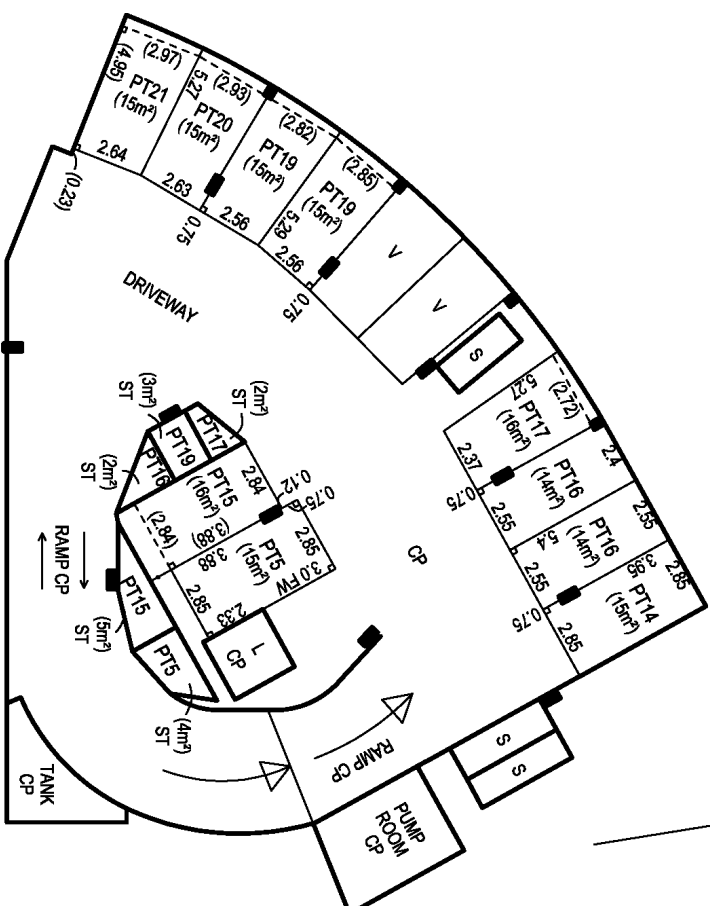 (2.97)
(4.95)
PT21
(15m²)
2.64
(0.23)
(2.93)
5.27
PT20
(15m²)
2.63
0.75
(2.82)
PT19
(15m²)
2.56
(2.85)
PT19
(15m²)
5.29
2.56
0.75
V
V
S
DRIVEWAY
(2.72)
5.27
PT17
(16m²)
2.37
0.75
2.4
PT16
(14m²)
2.55
2.55
PT16
(14m²)
5.4
2.55
0.75
2.85
3.95
PT14
(15m²)
2.85
CP
(2m²)
ST
PT17
(3m²)
ST
PT19
(2m²)
ST
PT16
2.84
PT15
(16m²)
(3.88)
(2.84)
0.12
0.75
3.88
PT5
(15m²)
2.85
3.0 FW
2.85
2.33
L
CP
PT15
(5m²)
ST
PT5
(4m²)
ST
RAMP CP
RAMP CP
S
S
PUMP
ROOM
CP
TANK
CP